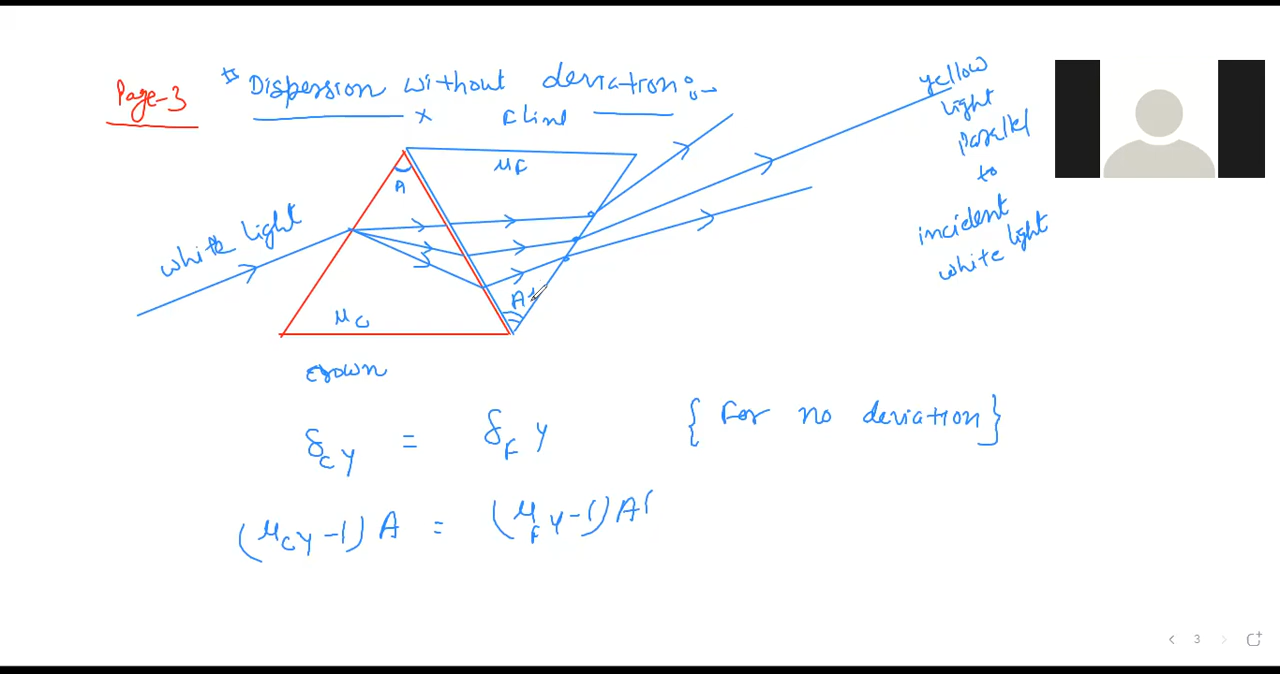 Page-3
Dispersion without deviation:-
Flint
yellow
light
parallel
to
incident
white light
μF
A
white light
A'
μC
crown
δCy = δFy {For no deviation}
(μCy-1)A = (μFy-1)A'
3